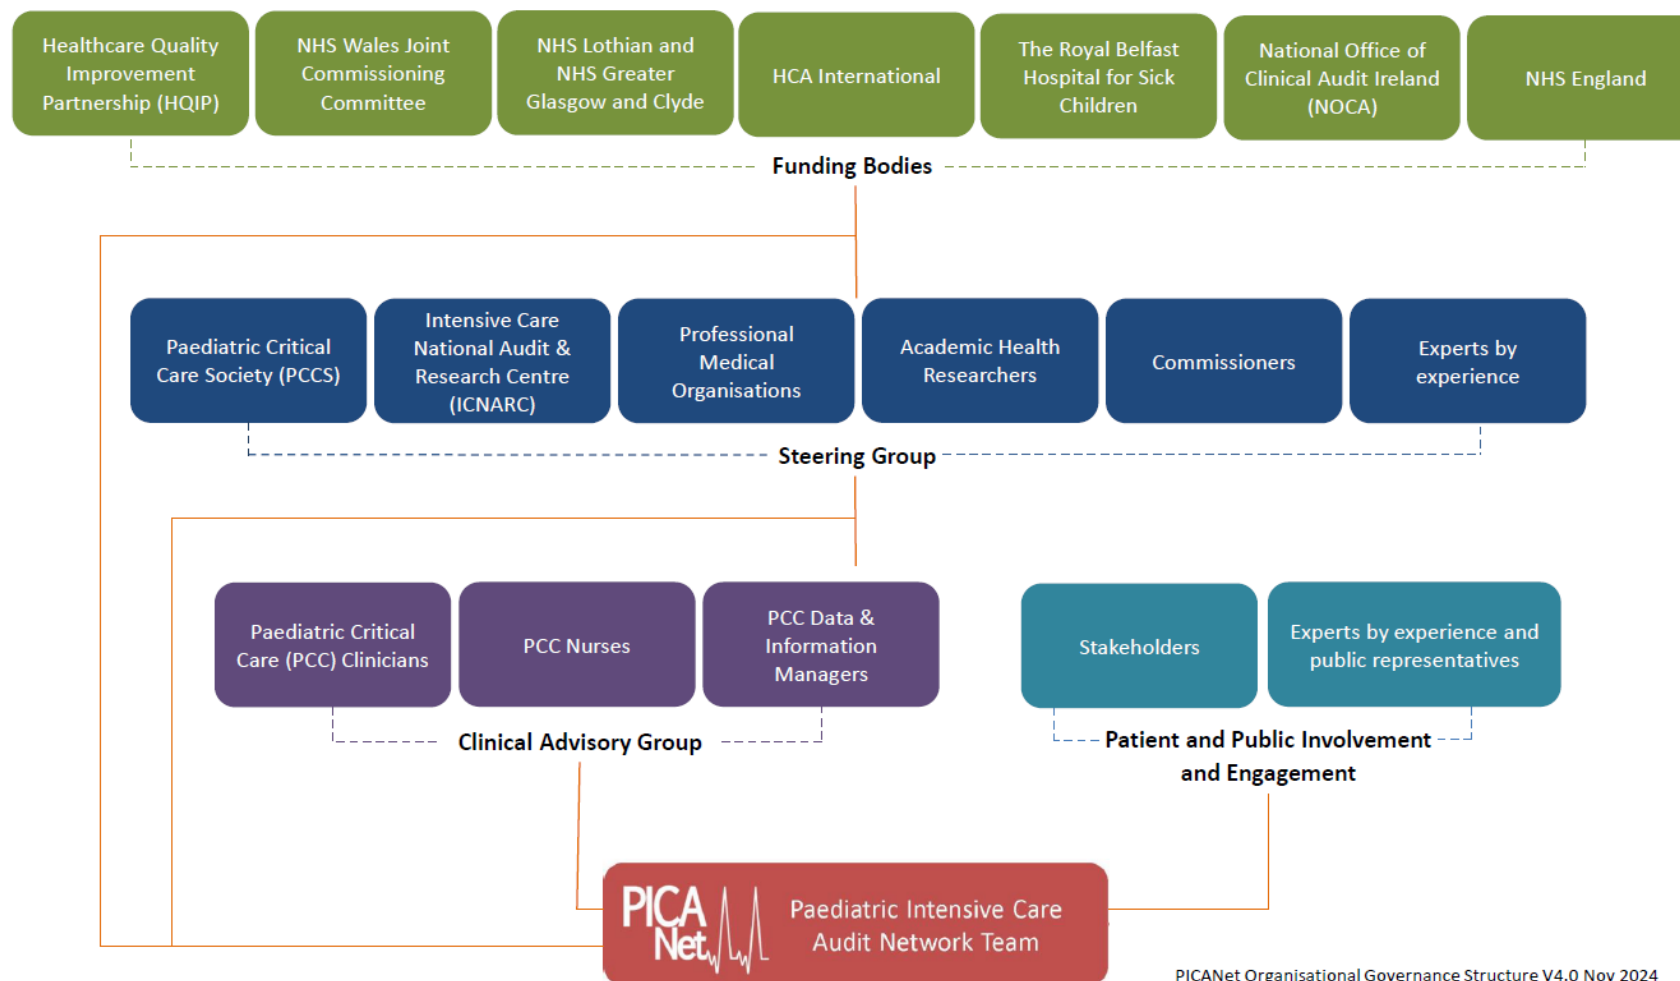 Healthcare Quality
Improvement
Partnership (HQIP)
NHS Wales Joint
Commissioning
Committee
NHS Lothian and
NHS Greater
Glasgow and Clyde
HCA International
The Royal Belfast
Hospital for Sick
Children
National Office of
Clinical Audit Ireland
(NOCA)
NHS England
Funding Bodies
Paediatric Critical
Care Society (PCCS)
Intensive Care
National Audit &
Research Centre
(ICNARC)
Professional
Medical
Organisations
Academic Health
Researchers
Commissioners
Experts by
experience
Steering Group
Paediatric Critical
Care (PCC) Clinicians
PCC Nurses
PCC Data &
Information
Managers
Stakeholders
Experts by experience and
public representatives
Clinical Advisory Group
Patient and Public Involvement
and Engagement
PICA
Net
Paediatric Intensive Care
Audit Network Team
PICANet Organisational Governance Structure V4.0 Nov 2024